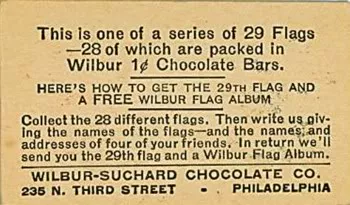 This is one of a series of 29 Flags
—28 of which are packed in
Wilbur 1¢ Chocolate Bars.
HERE'S HOW TO GET THE 29TH FLAG AND
A FREE WILBUR FLAG ALBUM
Collect the 28 different flags. Then write us giv-
ing the names of the flags—and the names and
addresses of four of your friends. In return we'll
send you the 29th flag and a Wilbur Flag Album.
WILBUR-SUCHARD CHOCOLATE CO.
235 N. THIRD STREET • PHILADELPHIA